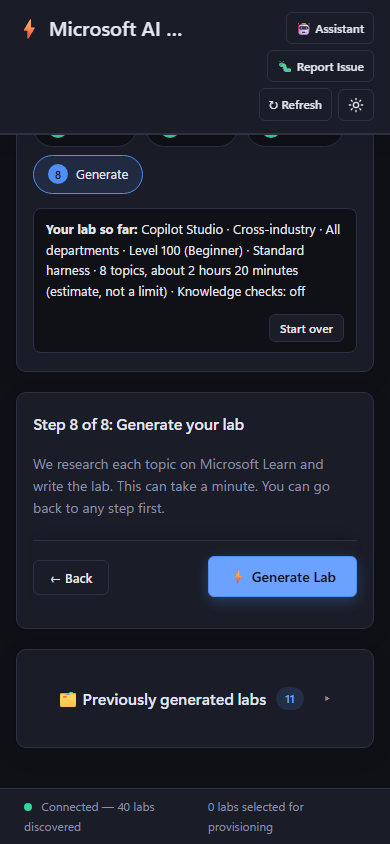 Microsoft AI ...
Assistant
Report Issue
↻ Refresh
8 Generate
Your lab so far: Copilot Studio · Cross-industry · All
departments · Level 100 (Beginner) · Standard
harness · 8 topics, about 2 hours 20 minutes
(estimate, not a limit) · Knowledge checks: off
Start over
Step 8 of 8: Generate your lab
We research each topic on Microsoft Learn and
write the lab. This can take a minute. You can go
back to any step first.
← Back
Generate Lab
Previously generated labs 11
Connected — 40 labs
discovered
0 labs selected for
provisioning